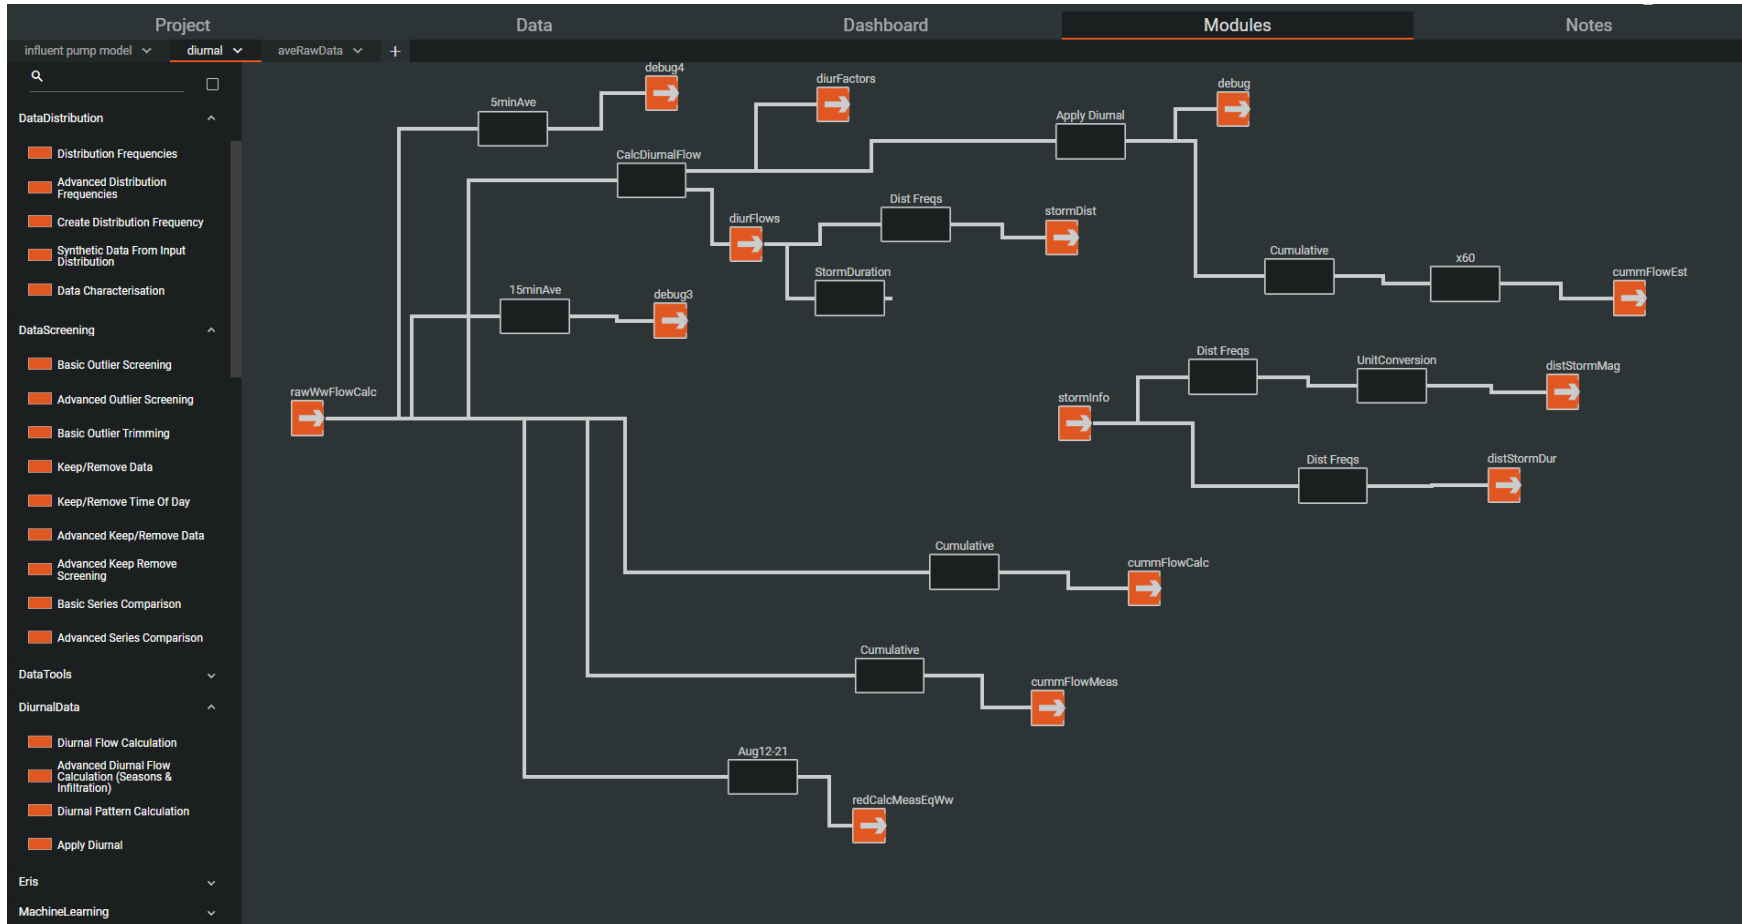 Project
Data
Dashboard
Modules
Notes
influent pump model
diurnal
aveRawData
+
DataDistribution
Distribution Frequencies
Advanced Distribution
Frequencies
Create Distribution Frequency
Synthetic Data From Input
Distribution
Data Characterisation
DataScreening
Basic Outlier Screening
Advanced Outlier Screening
Basic Outlier Trimming
Keep/Remove Data
Keep/Remove Time Of Day
Advanced Keep/Remove Data
Advanced Keep Remove
Screening
Basic Series Comparison
Advanced Series Comparison
DataTools
DiurnalData
Diurnal Flow Calculation
Advanced Diurnal Flow
Calculation (Seasons &
Infiltration)
Diurnal Pattern Calculation
Apply Diurnal
Eris
MachineLearning
debug4
diurFactors
debug
5minAve
Apply Diurnal
CalcDiurnalFlow
Dist Freqs
stormDist
diurFlows
Cumulative
x60
StormDuration
cummFlowEst
15minAve
debug3
Dist Freqs
UnitConversion
distStormMag
rawWwFlowCalc
stormInfo
Dist Freqs
distStormDur
Cumulative
cummFlowCalc
Cumulative
cummFlowMeas
Aug12-21
redCalcMeasEqWw